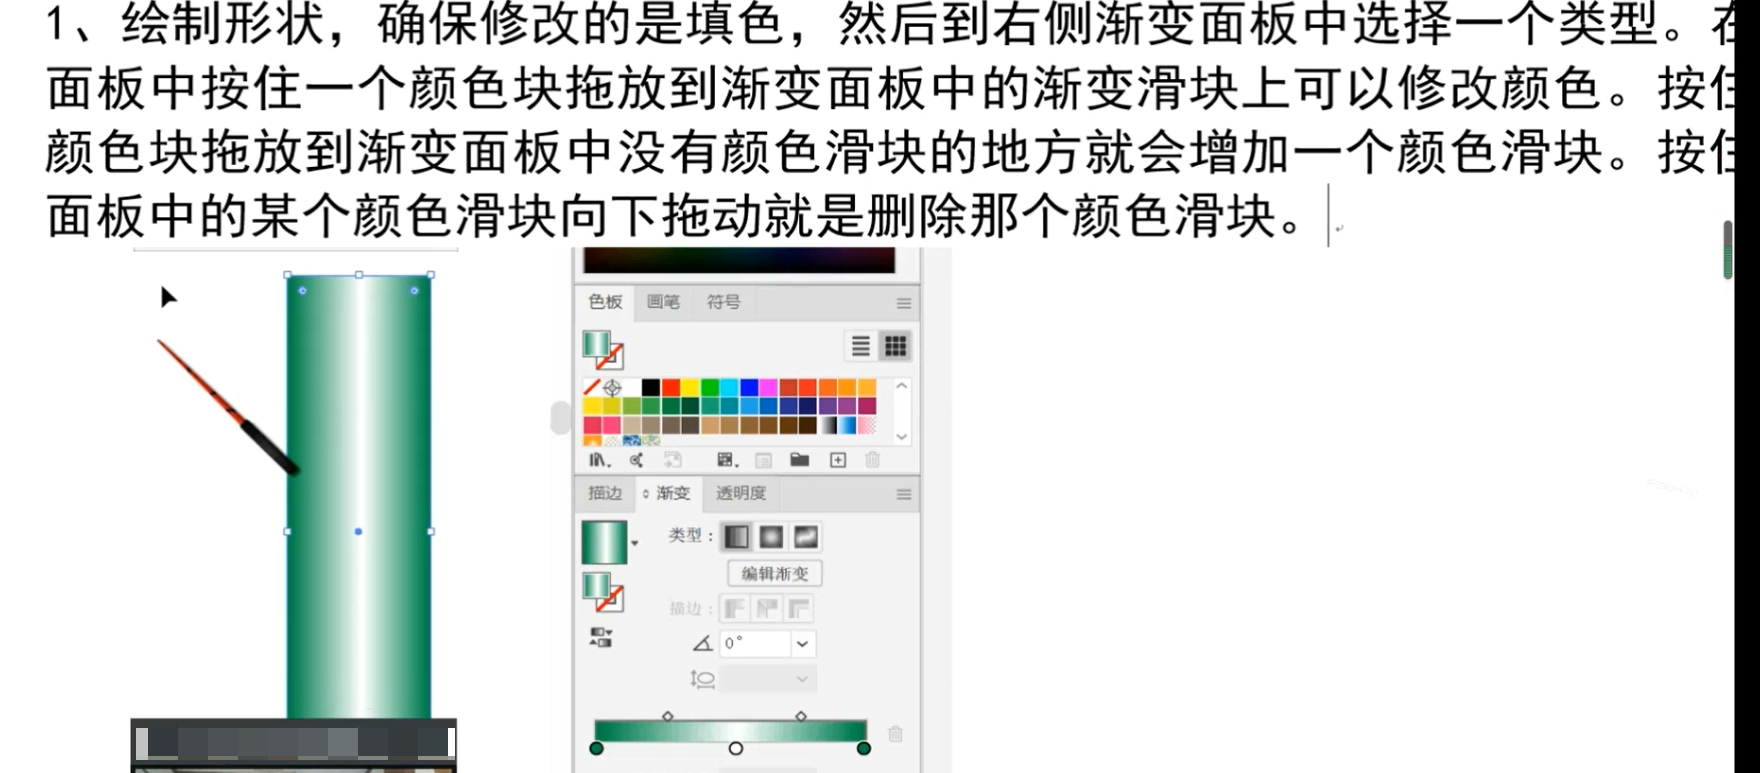 1、绘制形状，确保修改的是填色，然后到右侧渐变面板中选择一个类型。在
面板中按住一个颜色块拖放到渐变面板中的渐变滑块上可以修改颜色。按住
颜色块拖放到渐变面板中没有颜色滑块的地方就会增加一个颜色滑块。按住
面板中的某个颜色滑块向下拖动就是删除那个颜色滑块。
色板 画笔 符号
描边 渐变 透明度
类型：
编辑渐变
描边：
0°